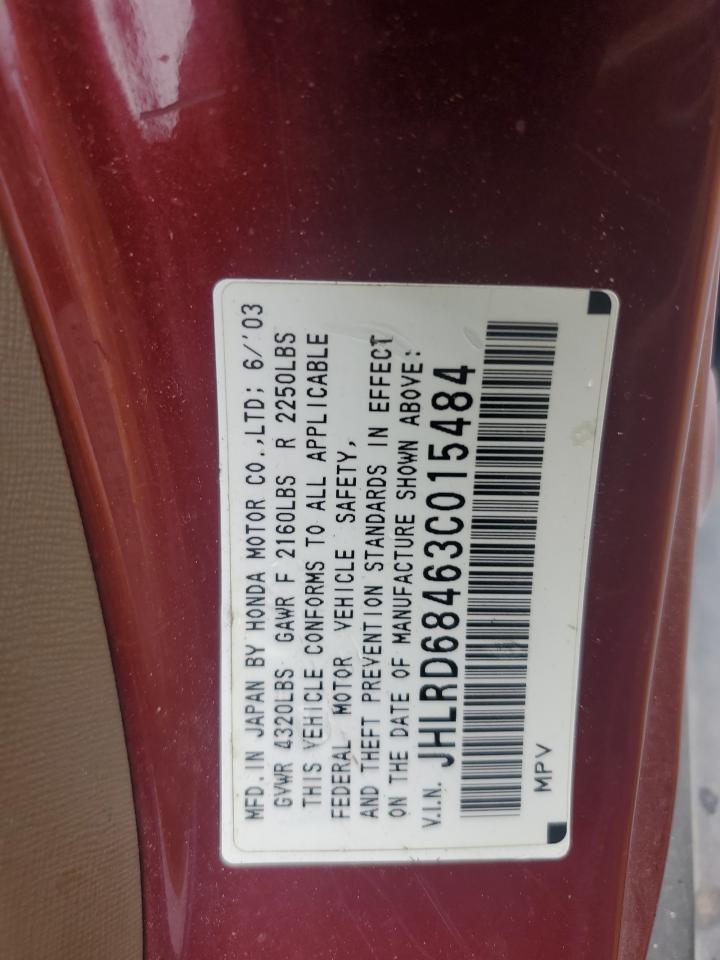 MFD. IN JAPAN BY HONDA MOTOR CO.,LTD; 6/'03
GVWR 4320LBS GAWR F 2160LBS R 2250LBS
THIS VEHICLE CONFORMS TO ALL APPLICABLE
FEDERAL MOTOR VEHICLE SAFETY,
AND THEFT PREVENTION STANDARDS IN EFFECT
ON THE DATE OF MANUFACTURE SHOWN ABOVE:
V.I.N. JHLRD68463C015484
MPV